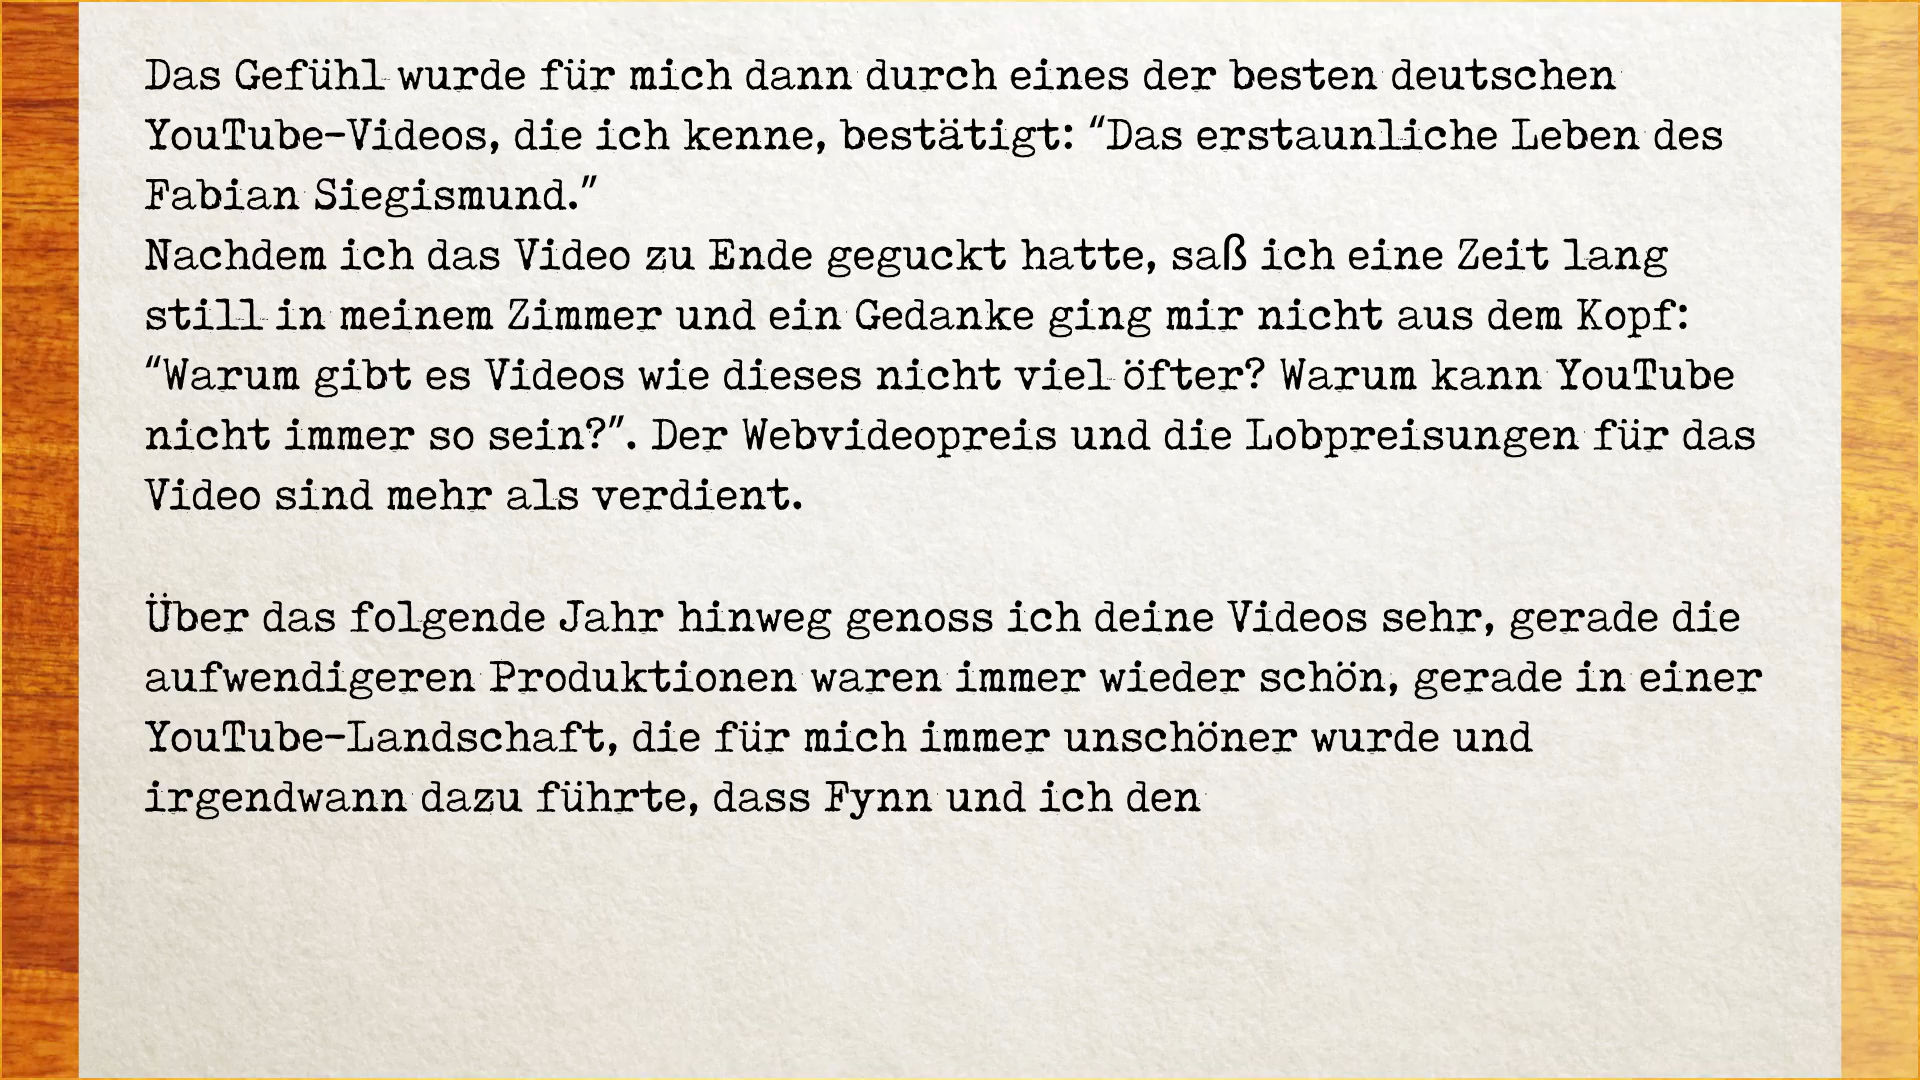 Das Gefühl wurde für mich dann durch eines der besten deutschen
YouTube-Videos, die ich kenne, bestätigt: “Das erstaunliche Leben des
Fabian Siegismund.”
Nachdem ich das Video zu Ende geguckt hatte, saß ich eine Zeit lang
still in meinem Zimmer und ein Gedanke ging mir nicht aus dem Kopf:
“Warum gibt es Videos wie dieses nicht viel öfter? Warum kann YouTube
nicht immer so sein?”. Der Webvideopreis und die Lobpreisungen für das
Video sind mehr als verdient.

Über das folgende Jahr hinweg genoss ich deine Videos sehr, gerade die
aufwendigeren Produktionen waren immer wieder schön, gerade in einer
YouTube-Landschaft, die für mich immer unschöner wurde und
irgendwann dazu führte, dass Fynn und ich den